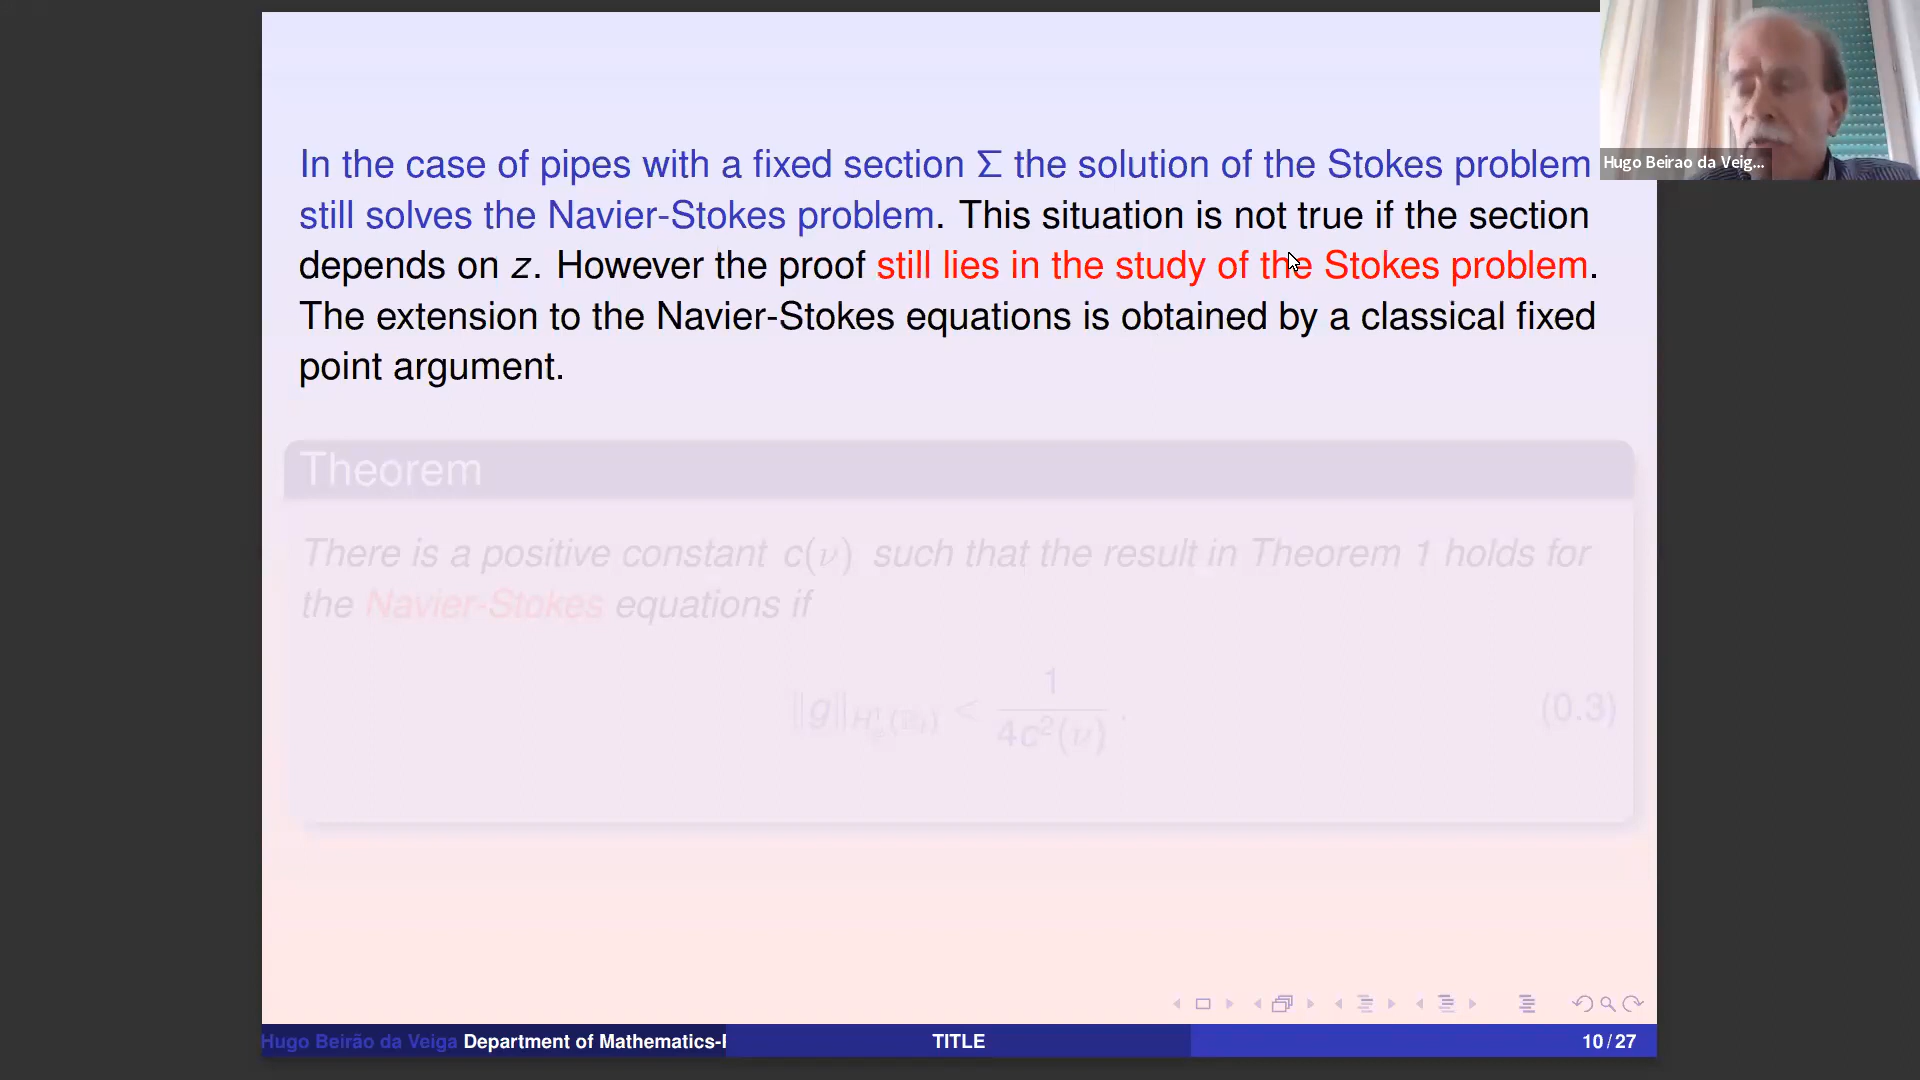 In the case of pipes with a fixed section Σ the solution of the Stokes problem
still solves the Navier-Stokes problem. This situation is not true if the section
depends on z. However the proof still lies in the study of the Stokes problem.
The extension to the Navier-Stokes equations is obtained by a classical fixed
point argument.
Theorem
There is a positive constant c(ν) such that the result in Theorem 1 holds for
the Navier-Stokes equations if
‖g‖ < 1 / 4c²(ν) . (0.3)
Hugo Beirao da Veig...
Hugo Beirão da Veiga Department of Mathematics-
TITLE
10 / 27